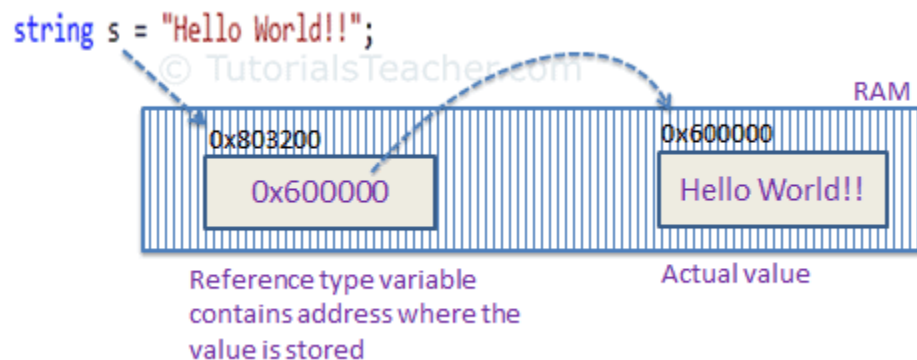 string s = "Hello World!!";
© TutorialsTeacher.com
RAM
0x803200
0x600000
0x600000
Hello World!!
Reference type variable
contains address where the
value is stored
Actual value